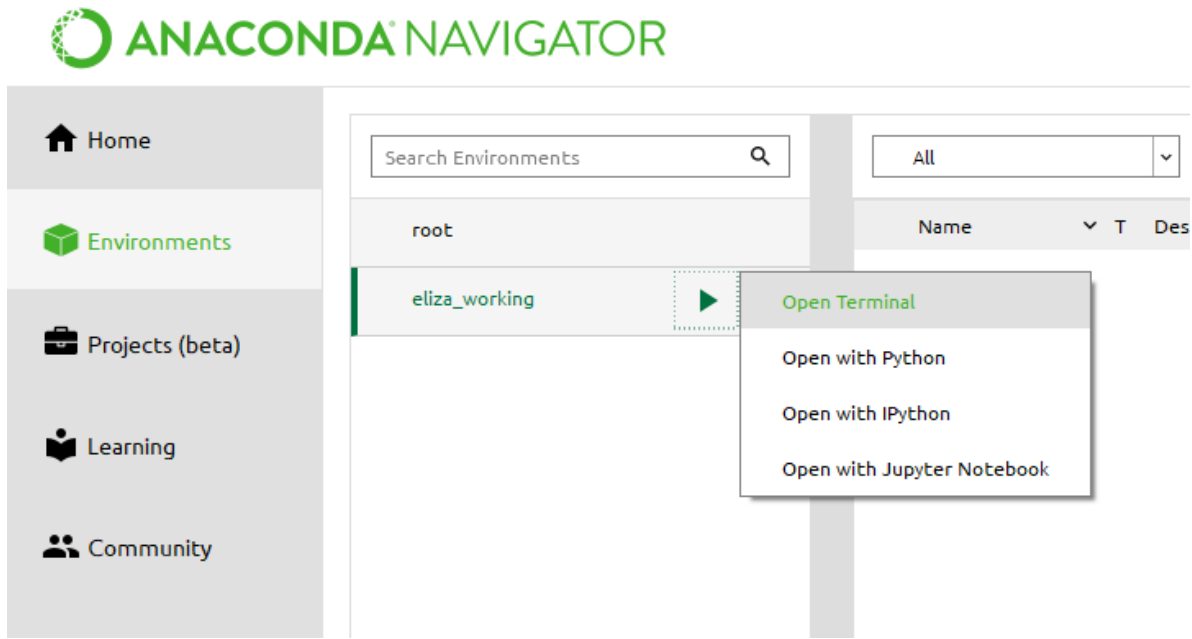 ANACONDA NAVIGATOR
Home
Environments
Projects (beta)
Learning
Community
Search Environments
root
eliza_working
All
Name T Des
Open Terminal
Open with Python
Open with IPython
Open with Jupyter Notebook